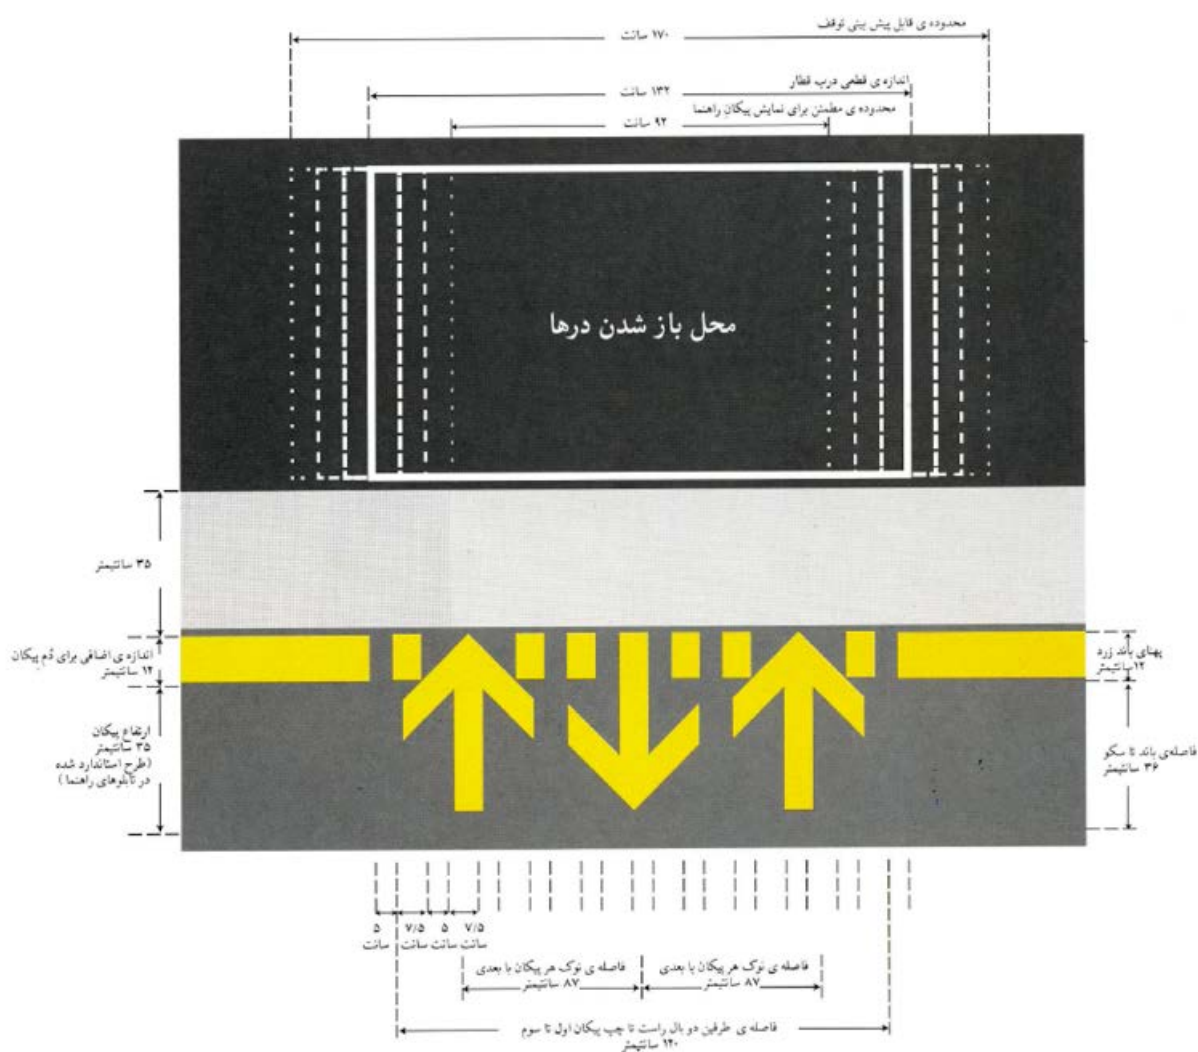 محدوده ی قابل پیش بینی توقف
۱۷۰ سانت
اندازه ی قطعی درب قطار
۱۳۲ سانت
محدوده ی مطمئن برای نمایش پیکان راهنما
۹۲ سانت
محل باز شدن درها
۳۵ سانتیمتر
اندازه ی اضافی برای دُم پیکان
۱۲ سانتیمتر
ارتفاع پیکان
۳۵ سانتیمتر
(طرح استاندارد شده
در تابلوهای راهنما)
پهنای باند زرد
۱۲سانتیمتر
فاصله‌ی باند تا سکو
۳۶ سانتیمتر
۵ ۷/۵ ۵ ۷/۵
سانت سانت سانت سانت
فاصله ی نوک هر پیکان با بعدی
۸۷ سانتیمتر
فاصله ی نوک هر پیکان با بعدی
۸۷ سانتیمتر
فاصله ی طرفین دو بال راست تا چپ پیکان اول تا سوم
۱۲۰ سانتیمتر